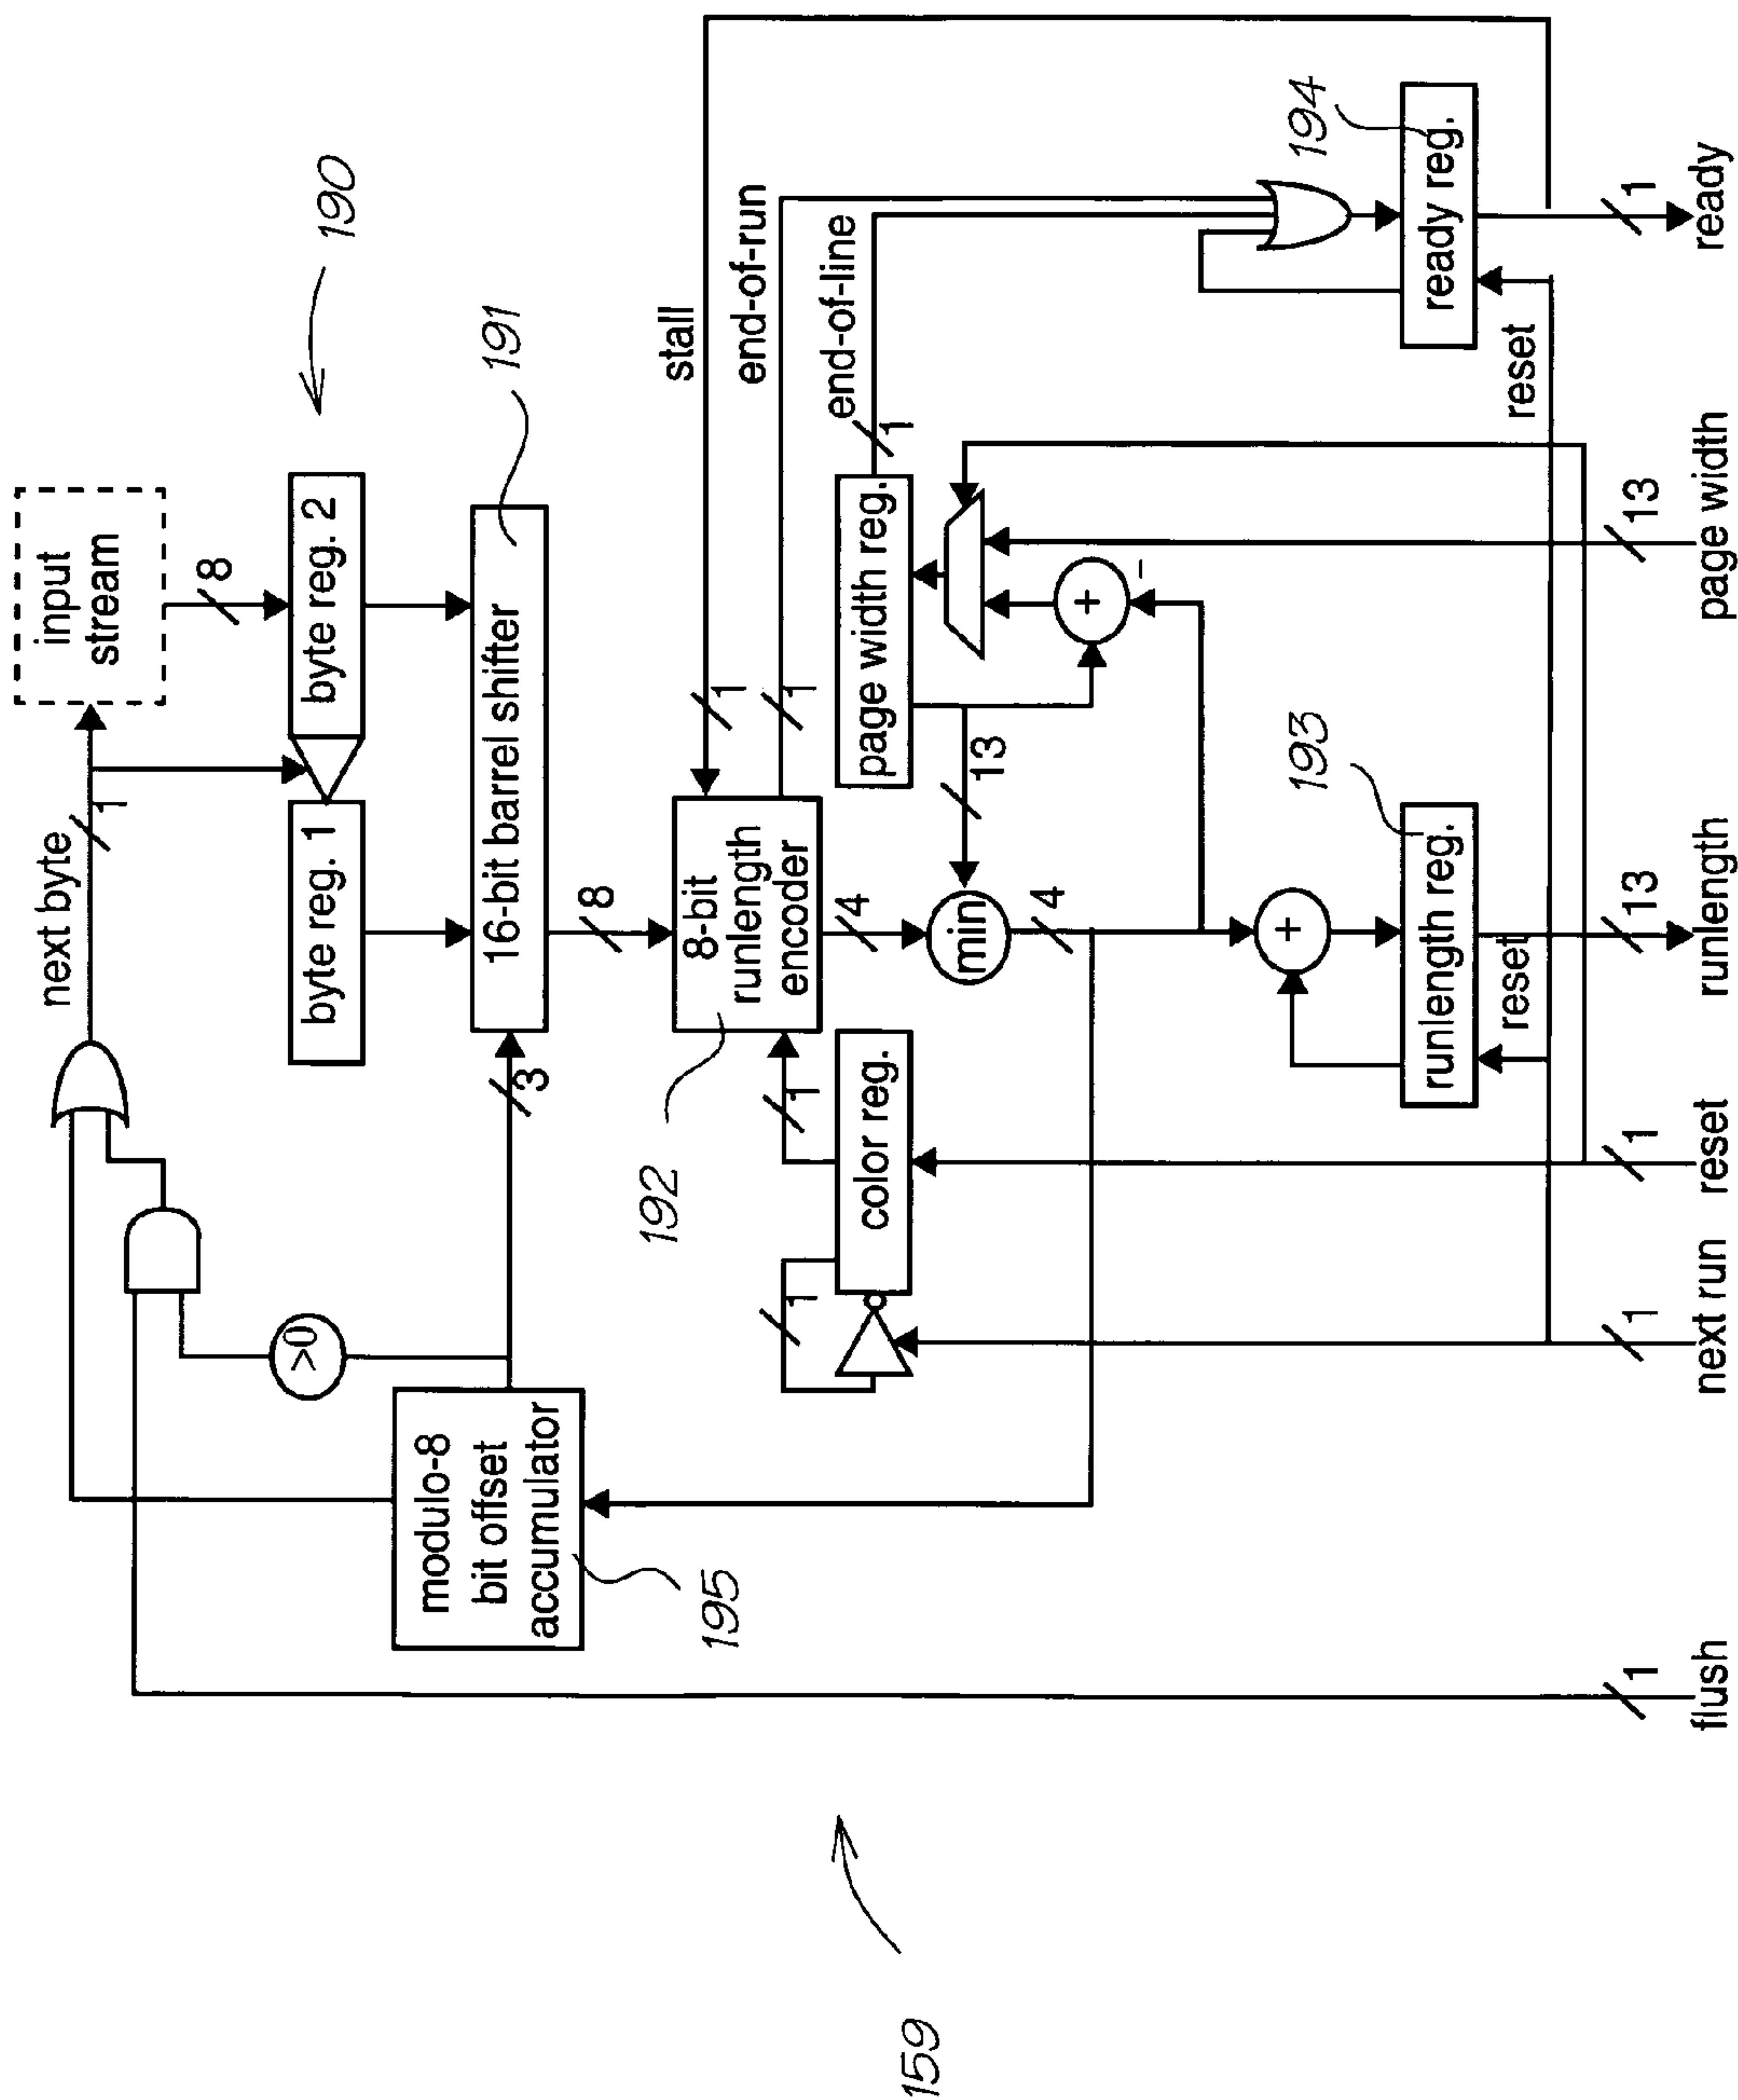 input
stream
next byte
1
8
190
byte reg. 1
byte reg. 2
191
16-bit barrel shifter
>0
3
8
modulo-8
bit offset
accumulator
195
192
8-bit
runlength
encoder
stall
1
end-of-run
1
end-of-line
1
1
color reg.
1
4
min
4
13
page width reg.
+
−
+
193
runlength reg.
reset
194
ready reg.
reset
1
1
1
13
13
1
flush
next run
reset
runlength
page width
ready
159